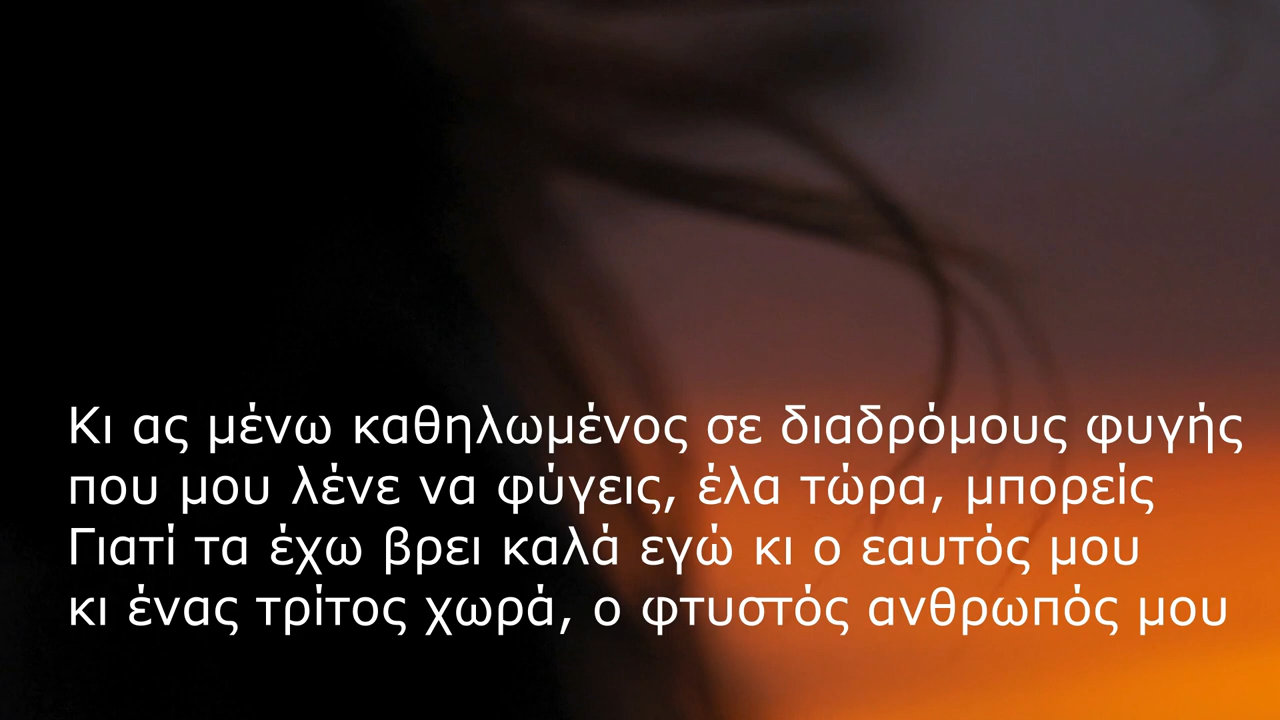 Κι ας μένω καθηλωμένος σε διαδρόμους φυγής
που μου λένε να φύγεις, έλα τώρα, μπορείς
Γιατί τα έχω βρει καλά εγώ κι ο εαυτός μου
κι ένας τρίτος χωρά, ο φτυστός ανθρωπός μου